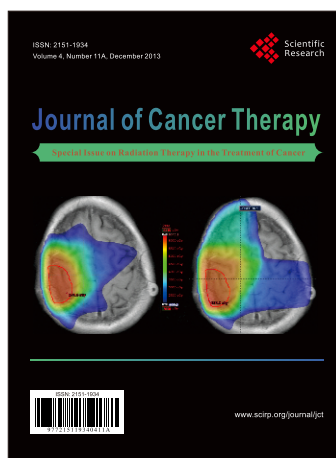 ISSN: 2151-1934
Volume 4, Number 11A, December 2013
Scientific
Research
Journal of Cancer Therapy
Special Issue on Radiation Therapy in the Treatment of Cancer
ISSN: 2151-1934
977215119340411A
www.scirp.org/journal/jct